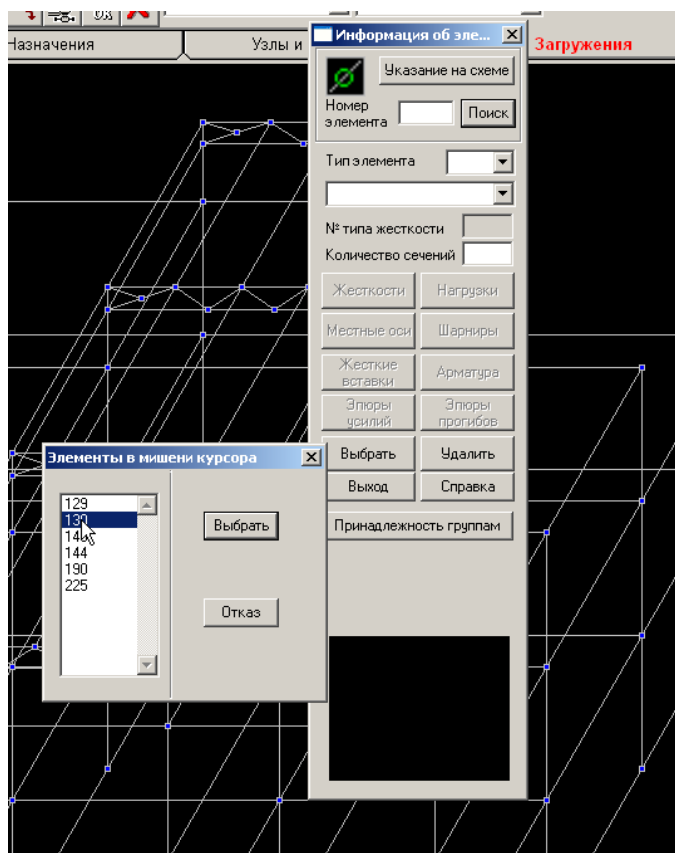 Назначения
Узлы и
Загружения
Информация об эле...
Указание на схеме
Номер
элемента
Поиск
Тип элемента
№ типа жесткости
Количество сечений
Жесткости
Нагрузки
Местные оси
Шарниры
Жесткие
вставки
Арматура
Эпюры
усилий
Эпюры
прогибов
Выбрать
Удалить
Выход
Справка
Принадлежность группам
Элементы в мишени курсора
129
130
144
190
225
Выбрать
Отказ